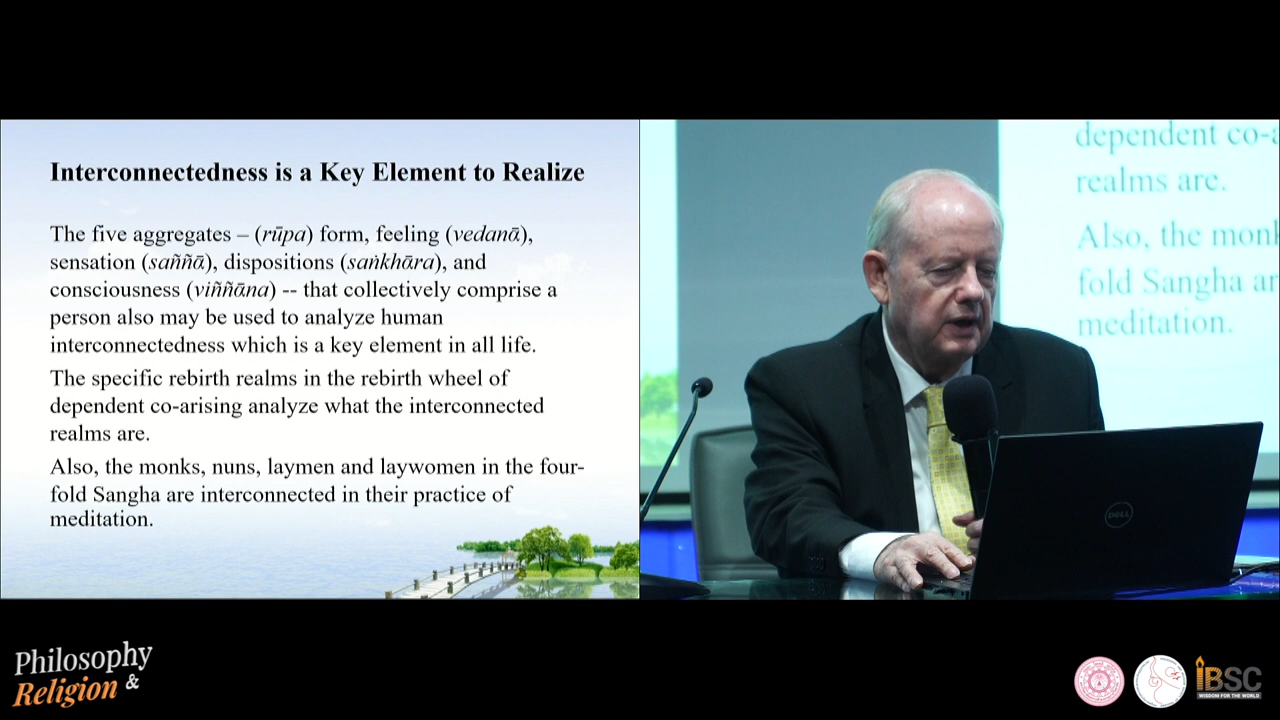 Interconnectedness is a Key Element to Realize
The five aggregates – (rūpa) form, feeling (vedanā),
sensation (saññā), dispositions (saṅkhāra), and
consciousness (viññāna) -- that collectively comprise a
person also may be used to analyze human
interconnectedness which is a key element in all life.
The specific rebirth realms in the rebirth wheel of
dependent co-arising analyze what the interconnected
realms are.
Also, the monks, nuns, laymen and laywomen in the four-
fold Sangha are interconnected in their practice of
meditation.
dependent co-a
realms are.
Also, the monk
fold Sangha ar
meditation.
DELL
Philosophy
Religion &
iBSC
WISDOM FOR THE WORLD